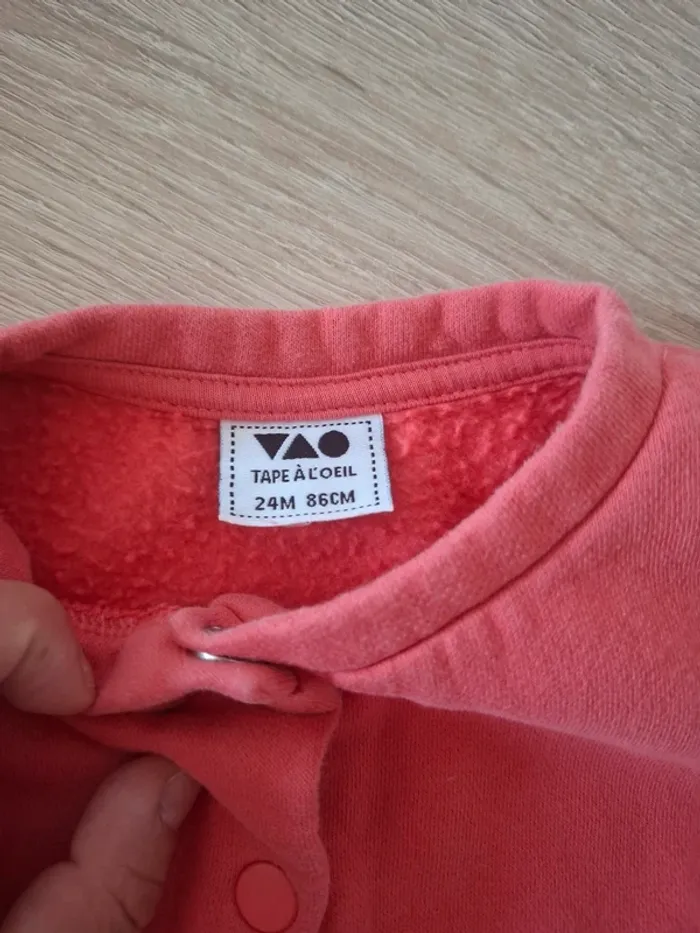 TAPE À L'OEIL
24M 86CM